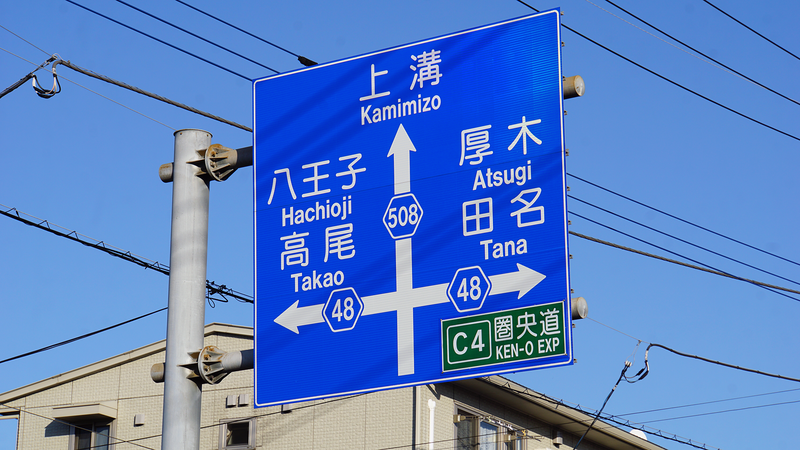 上溝
Kamimizo
八王子
Hachioji
高尾
Takao
厚木
Atsugi
田名
Tana
508
48
48
C4 圏央道
KEN-O EXP